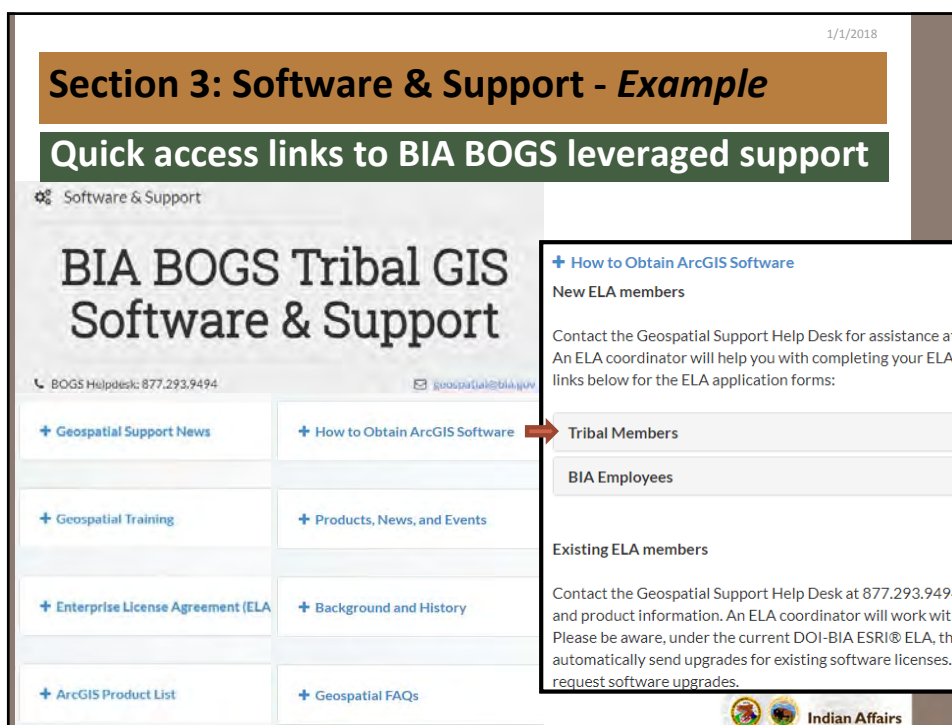 1/1/2018
Section 3: Software & Support - Example
Quick access links to BIA BOGS leveraged support
Software & Support
BIA BOGS Tribal GIS
Software & Support
BOGS Helpdesk: 877.293.9494
geospatial@bia.gov
+ Geospatial Support News
+ How to Obtain ArcGIS Software
+ Geospatial Training
+ Products, News, and Events
+ Enterprise License Agreement (ELA
+ Background and History
+ ArcGIS Product List
+ Geospatial FAQs
+ How to Obtain ArcGIS Software
New ELA members
Contact the Geospatial Support Help Desk for assistance at
An ELA coordinator will help you with completing your ELA
links below for the ELA application forms:
Tribal Members
BIA Employees
Existing ELA members
Contact the Geospatial Support Help Desk at 877.293.949
and product information. An ELA coordinator will work wit
Please be aware, under the current DOI-BIA ESRI® ELA, th
automatically send upgrades for existing software licenses.
request software upgrades.
Indian Affairs